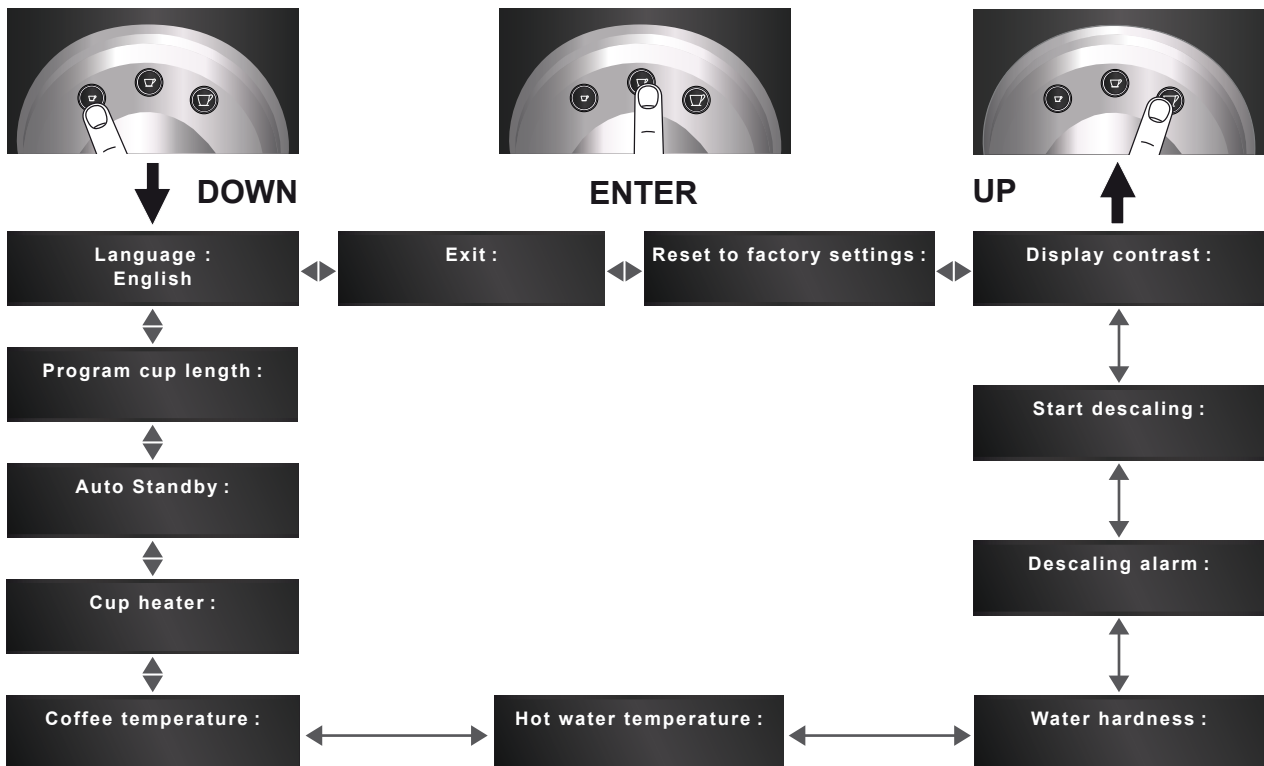 DOWN
ENTER
UP
Language :
English
Exit :
Reset to factory settings :
Display contrast :
Program cup length :
Start descaling :
Auto Standby :
Descaling alarm :
Cup heater :
Coffee temperature :
Hot water temperature :
Water hardness :